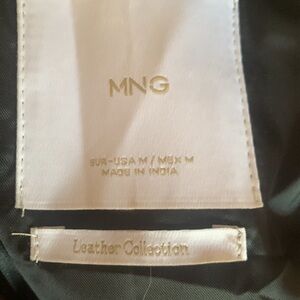 MNG
EUR-USA M / MEX M
MADE IN INDIA
Leather Collection